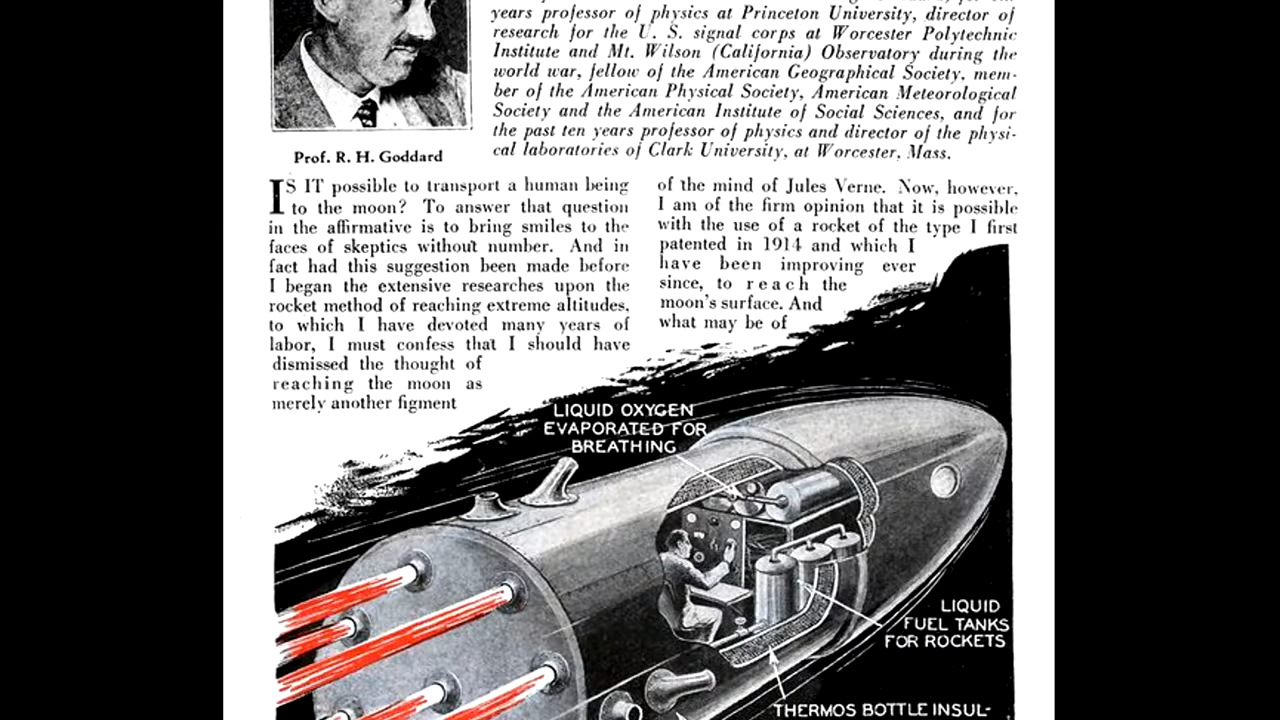 years professor of physics at Princeton University, director of
research for the U. S. signal corps at Worcester Polytechnic
Institute and Mt. Wilson (California) Observatory during the
world war, fellow of the American Geographical Society, mem-
ber of the American Physical Society, American Meteorological
Society and the American Institute of Social Sciences, and for
the past ten years professor of physics and director of the physi-
cal laboratories of Clark University, at Worcester, Mass.
Prof. R. H. Goddard
IS IT possible to transport a human being
to the moon? To answer that question
in the affirmative is to bring smiles to the
faces of skeptics without number. And in
fact had this suggestion been made before
I began the extensive researches upon the
rocket method of reaching extreme altitudes,
to which I have devoted many years of
labor, I must confess that I should have
dismissed the thought of
reaching the moon as
merely another figment
of the mind of Jules Verne. Now, however,
I am of the firm opinion that it is possible
with the use of a rocket of the type I first
patented in 1914 and which I
have been improving ever
since, to reach the
moon's surface. And
what may be of
LIQUID OXYGEN
EVAPORATED FOR
BREATHING
LIQUID
FUEL TANKS
FOR ROCKETS
THERMOS BOTTLE INSUL-